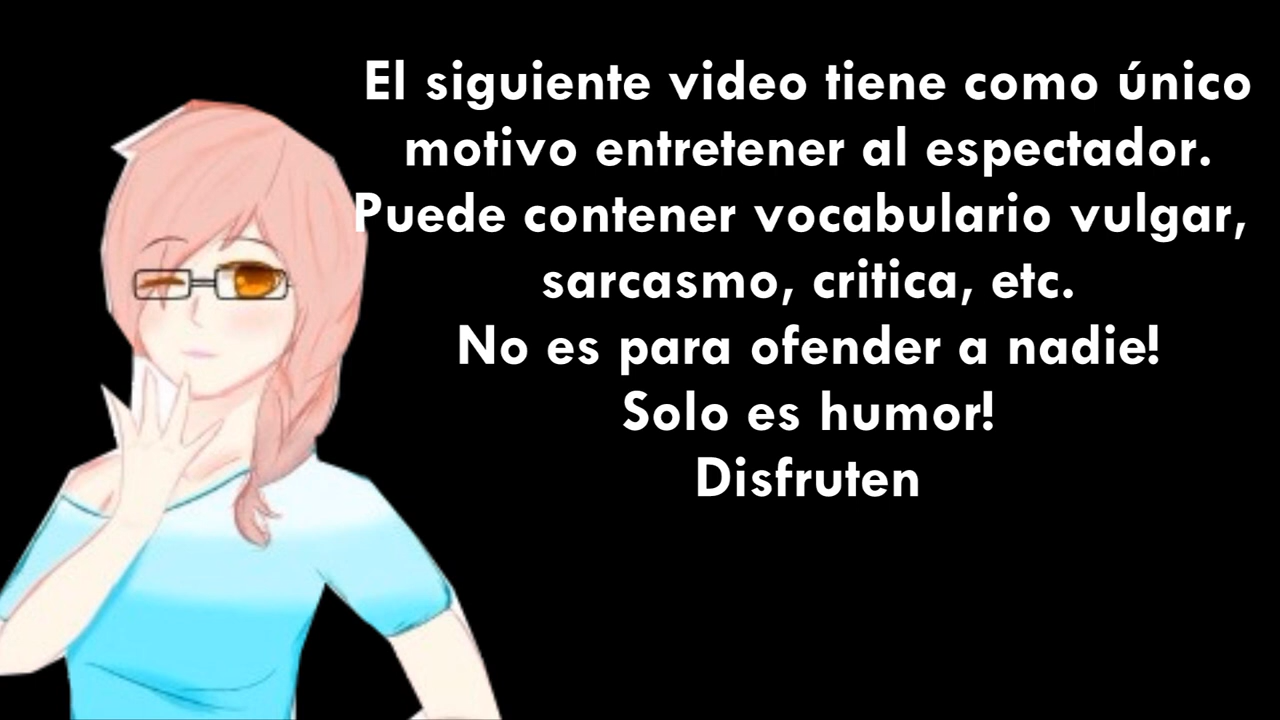 El siguiente video tiene como único
motivo entretener al espectador.
Puede contener vocabulario vulgar,
sarcasmo, critica, etc.
No es para ofender a nadie!
Solo es humor!
Disfruten